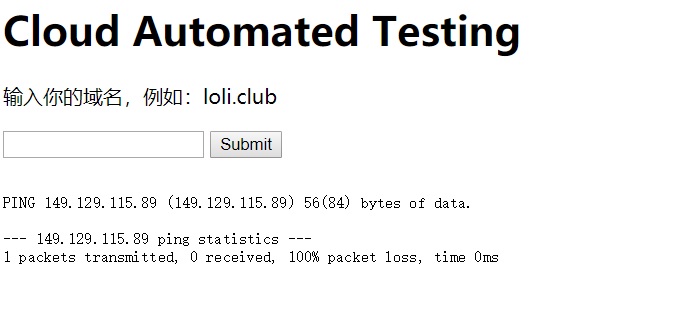 Cloud Automated Testing
输入你的域名，例如：loli.club
Submit
PING 149.129.115.89 (149.129.115.89) 56(84) bytes of data.
--- 149.129.115.89 ping statistics ---
1 packets transmitted, 0 received, 100% packet loss, time 0ms